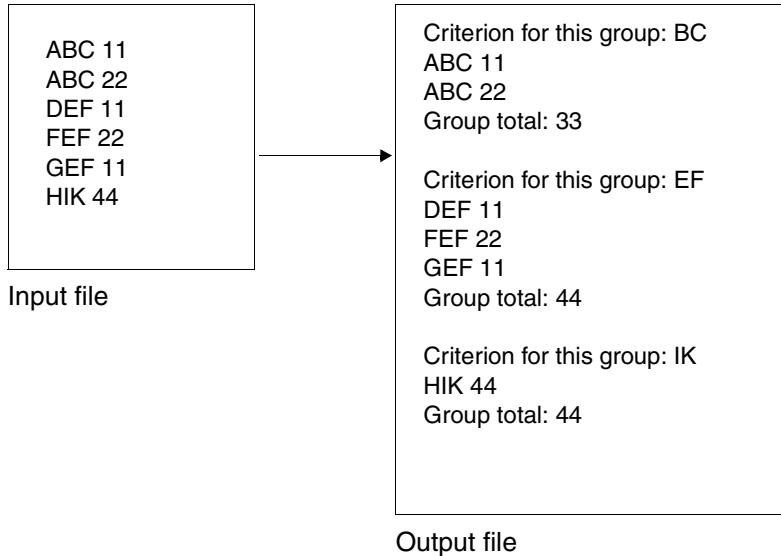 ABC 11
ABC 22
DEF 11
FEF 22
GEF 11
HIK 44
Input file
Criterion for this group: BC
ABC 11
ABC 22
Group total: 33
Criterion for this group: EF
DEF 11
FEF 22
GEF 11
Group total: 44
Criterion for this group: IK
HIK 44
Group total: 44
Output file